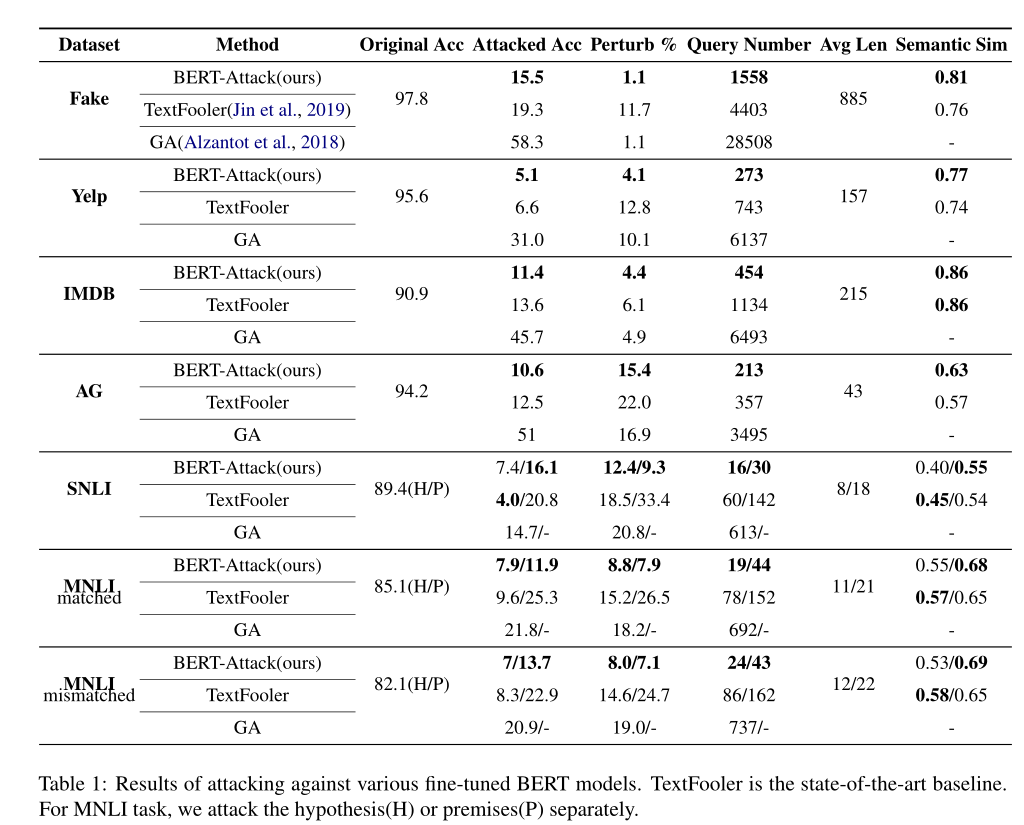 Dataset Method Original Acc Attacked Acc Perturb % Query Number Avg Len Semantic Sim
Fake 97.8 885
BERT-Attack(ours) 15.5 1.1 1558 0.81
TextFooler(Jin et al., 2019) 19.3 11.7 4403 0.76
GA(Alzantot et al., 2018) 58.3 1.1 28508 -
Yelp 95.6 157
BERT-Attack(ours) 5.1 4.1 273 0.77
TextFooler 6.6 12.8 743 0.74
GA 31.0 10.1 6137 -
IMDB 90.9 215
BERT-Attack(ours) 11.4 4.4 454 0.86
TextFooler 13.6 6.1 1134 0.86
GA 45.7 4.9 6493 -
AG 94.2 43
BERT-Attack(ours) 10.6 15.4 213 0.63
TextFooler 12.5 22.0 357 0.57
GA 51 16.9 3495 -
SNLI 89.4(H/P) 8/18
BERT-Attack(ours) 7.4/16.1 12.4/9.3 16/30 0.40/0.55
TextFooler 4.0/20.8 18.5/33.4 60/142 0.45/0.54
GA 14.7/- 20.8/- 613/- -
MNLI 85.1(H/P) 11/21
matched
BERT-Attack(ours) 7.9/11.9 8.8/7.9 19/44 0.55/0.68
TextFooler 9.6/25.3 15.2/26.5 78/152 0.57/0.65
GA 21.8/- 18.2/- 692/- -
MNLI 82.1(H/P) 12/22
mismatched
BERT-Attack(ours) 7/13.7 8.0/7.1 24/43 0.53/0.69
TextFooler 8.3/22.9 14.6/24.7 86/162 0.58/0.65
GA 20.9/- 19.0/- 737/- -
Table 1: Results of attacking against various fine-tuned BERT models. TextFooler is the state-of-the-art baseline.
For MNLI task, we attack the hypothesis(H) or premises(P) separately.